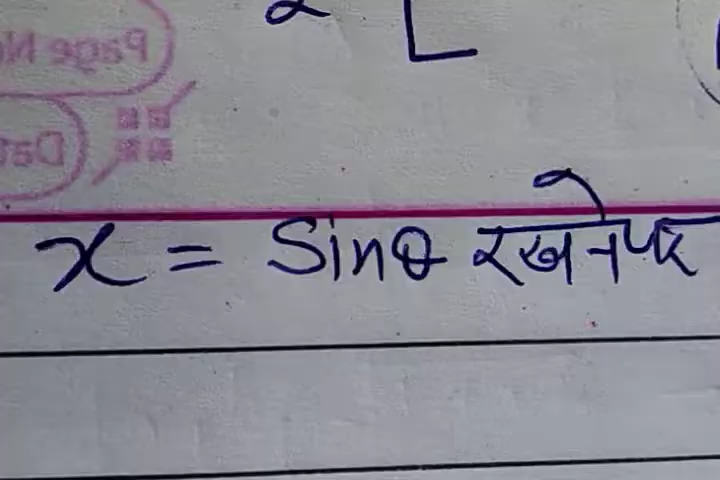 x = Sinθ रखने पर